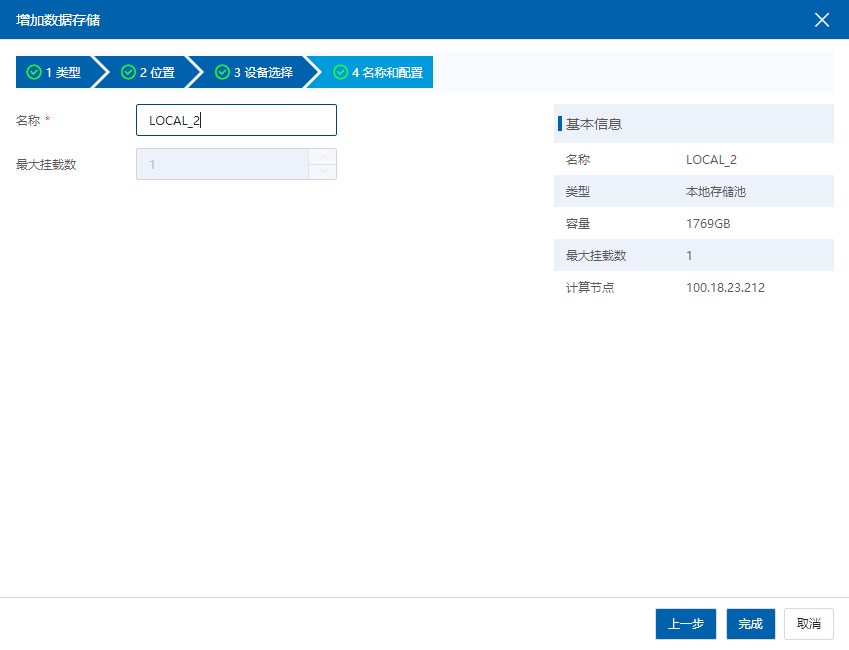 增加数据存储
1 类型
2 位置
3 设备选择
4 名称和配置
名称 *
LOCAL_2
最大挂载数
1
基本信息
名称 LOCAL_2
类型 本地存储池
容量 1769GB
最大挂载数 1
计算节点 100.18.23.212
上一步
完成
取消